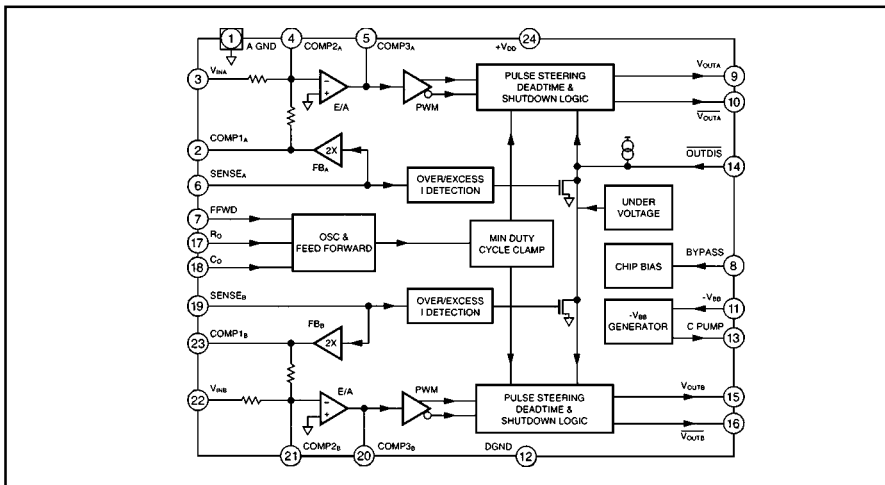 1 A GND 4 COMP2A 5 COMP3A +VDD 24
3 VINA
E/A
PWM
PULSE STEERING
DEADTIME &
SHUTDOWN LOGIC
VOUTA 9
10 VOUTA
2 COMP1A
2X
FBA
OUTDIS 14
6 SENSEA
OVER/EXCESS
I DETECTION
UNDER
VOLTAGE
7 FFWD
17 RO
18 CO
OSC &
FEED FORWARD
MIN DUTY
CYCLE CLAMP
CHIP BIAS
BYPASS 8
19 SENSEB
OVER/EXCESS
I DETECTION
-VBB
GENERATOR
-VBB 11
C PUMP 13
23 COMP1B
FBB
2X
22 VINB
E/A
PWM
PULSE STEERING
DEADTIME &
SHUTDOWN LOGIC
VOUTB 15
16 VOUTB
21 COMP2B 20 COMP3B DGND 12